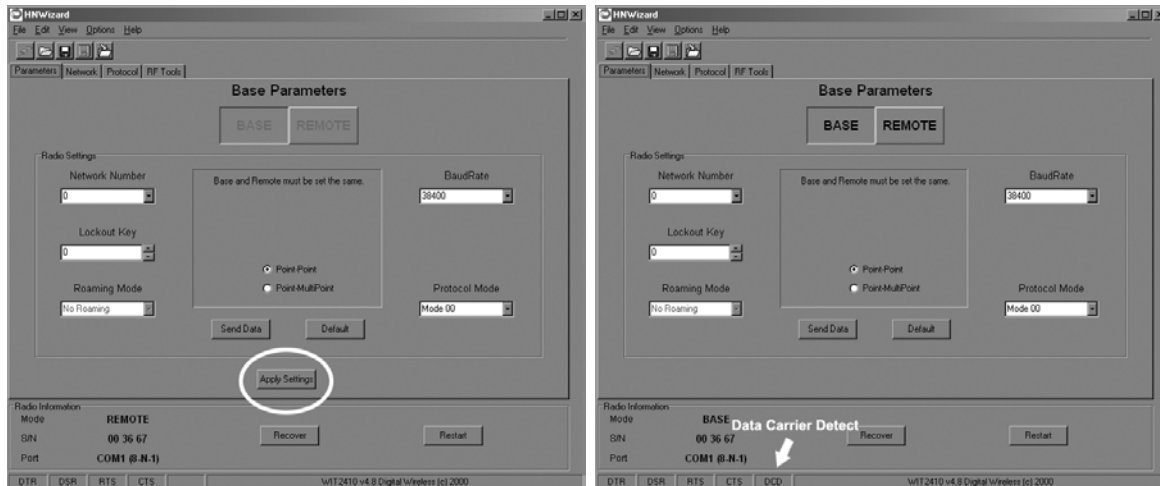 HNWizard
File Edit View Options Help
Parameters Network Protocol RF Tools
Base Parameters
BASE REMOTE
Radio Settings
Network Number
0
Base and Remote must be set the same.
BaudRate
38400
Lockout Key
0
Point-Point
Point-MultiPoint
Roaming Mode
No Roaming
Protocol Mode
Mode 00
Send Data Default
Apply Settings
Radio Information
Mode REMOTE
S/N 00 36 67
Port COM1 (8-N-1)
Recover Restart
DTR DSR RTS CTS WIT2410 v4.8 Digital Wireless (c) 2000
HNWizard
File Edit View Options Help
Parameters Network Protocol RF Tools
Base Parameters
BASE REMOTE
Radio Settings
Network Number
0
Base and Remote must be set the same.
BaudRate
38400
Lockout Key
0
Point-Point
Point-MultiPoint
Roaming Mode
No Roaming
Protocol Mode
Mode 00
Send Data Default
Radio Information
Mode BASE
Data Carrier Detect
S/N 00 36 67
Port COM1 (8-N-1)
Recover Restart
DTR DSR RTS CTS DCD WIT2410 v4.8 Digital Wireless (c) 2000